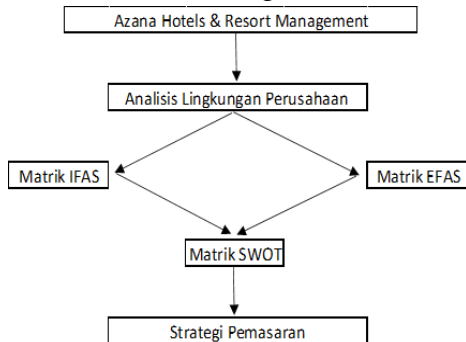 Azana Hotels & Resort Management
Analisis Lingkungan Perusahaan
Matrik IFAS
Matrik EFAS
Matrik SWOT
Strategi Pemasaran